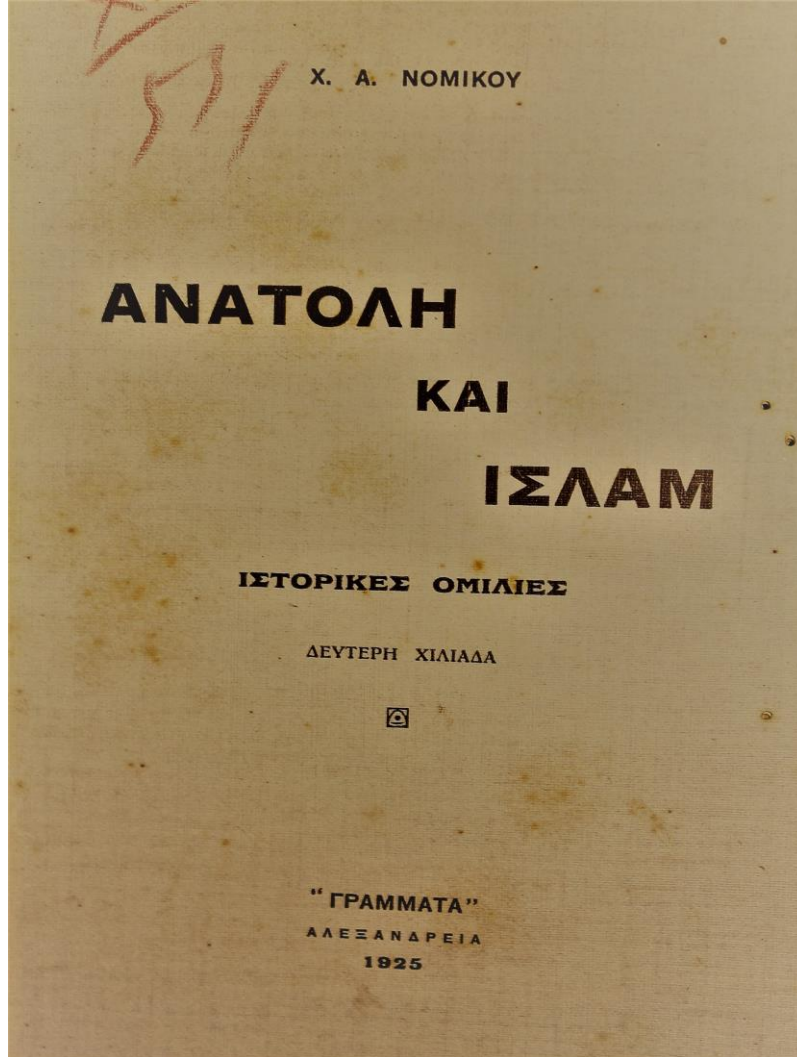 Χ. Α. ΝΟΜΙΚΟΥ
ΑΝΑΤΟΛΗ
ΚΑΙ
ΙΣΛΑΜ
ΙΣΤΟΡΙΚΕΣ ΟΜΙΛΙΕΣ
ΔΕΥΤΕΡΗ ΧΙΛΙΑΔΑ
"ΓΡΑΜΜΑΤΑ"
ΑΛΕΞΑΝΔΡΕΙΑ
1925